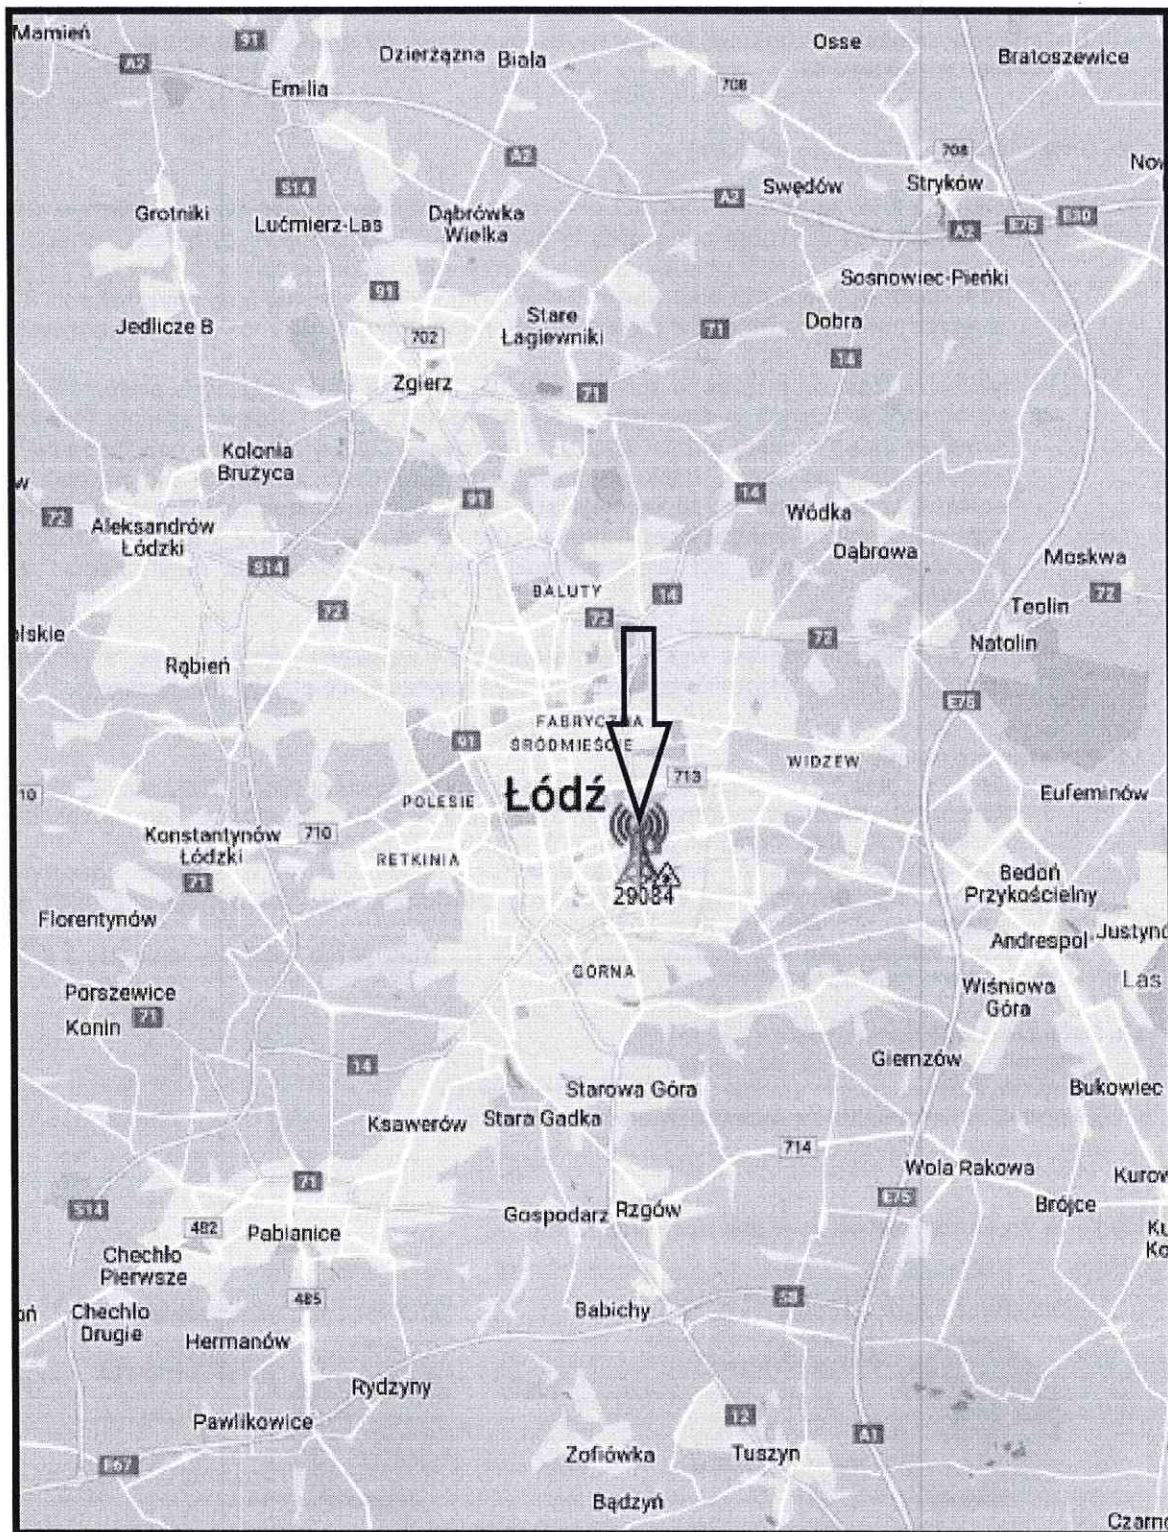 Mamień
91
Dzierżązna
Biała
Osse
Bratoszewice
A2
Emilia
708
A2
708
S14
Swędów
Stryków
A2
Grotniki
Lućmierz-Las
Dąbrówka
Wielka
A2
E75
E30
91
Sosnowiec-Pieńki
Jedlicze B
702
Stare
Łagiewniki
71
Dobra
14
Zgierz
71
Kolonia
Brużyca
72
Aleksandrów
Łódzki
91
14
Wódka
S14
Dąbrowa
Moskwa
72
BAŁUTY
14
72
72
Teolin
72
Natolin
Rąbień
E75
FABRYCZNA
91
ŚRÓDMIEŚCIE
WIDZEW
713
10
POLESIE
Łódź
Eufeminów
Konstantynów
Łódzki
710
RETKINIA
71
29084
Bedoń
Przykościelny
Florentynów
Andrespol
GÓRNA
Las
Porszewice
Wiśniowa
Góra
Konin
71
14
Giemzów
Starowa Góra
Bukowiec
Ksawerów
Stara Gadka
714
71
Wola Rakowa
S14
E75
Brójce
482
Pabianice
Gospodarz
Rzgów
Chechło
Pierwsze
485
S8
Chechło
Drugie
Babichy
Hermanów
Rydzyny
Pawlikowice
12
A1
E67
Zofiówka
Tuszyn
Bądzyń